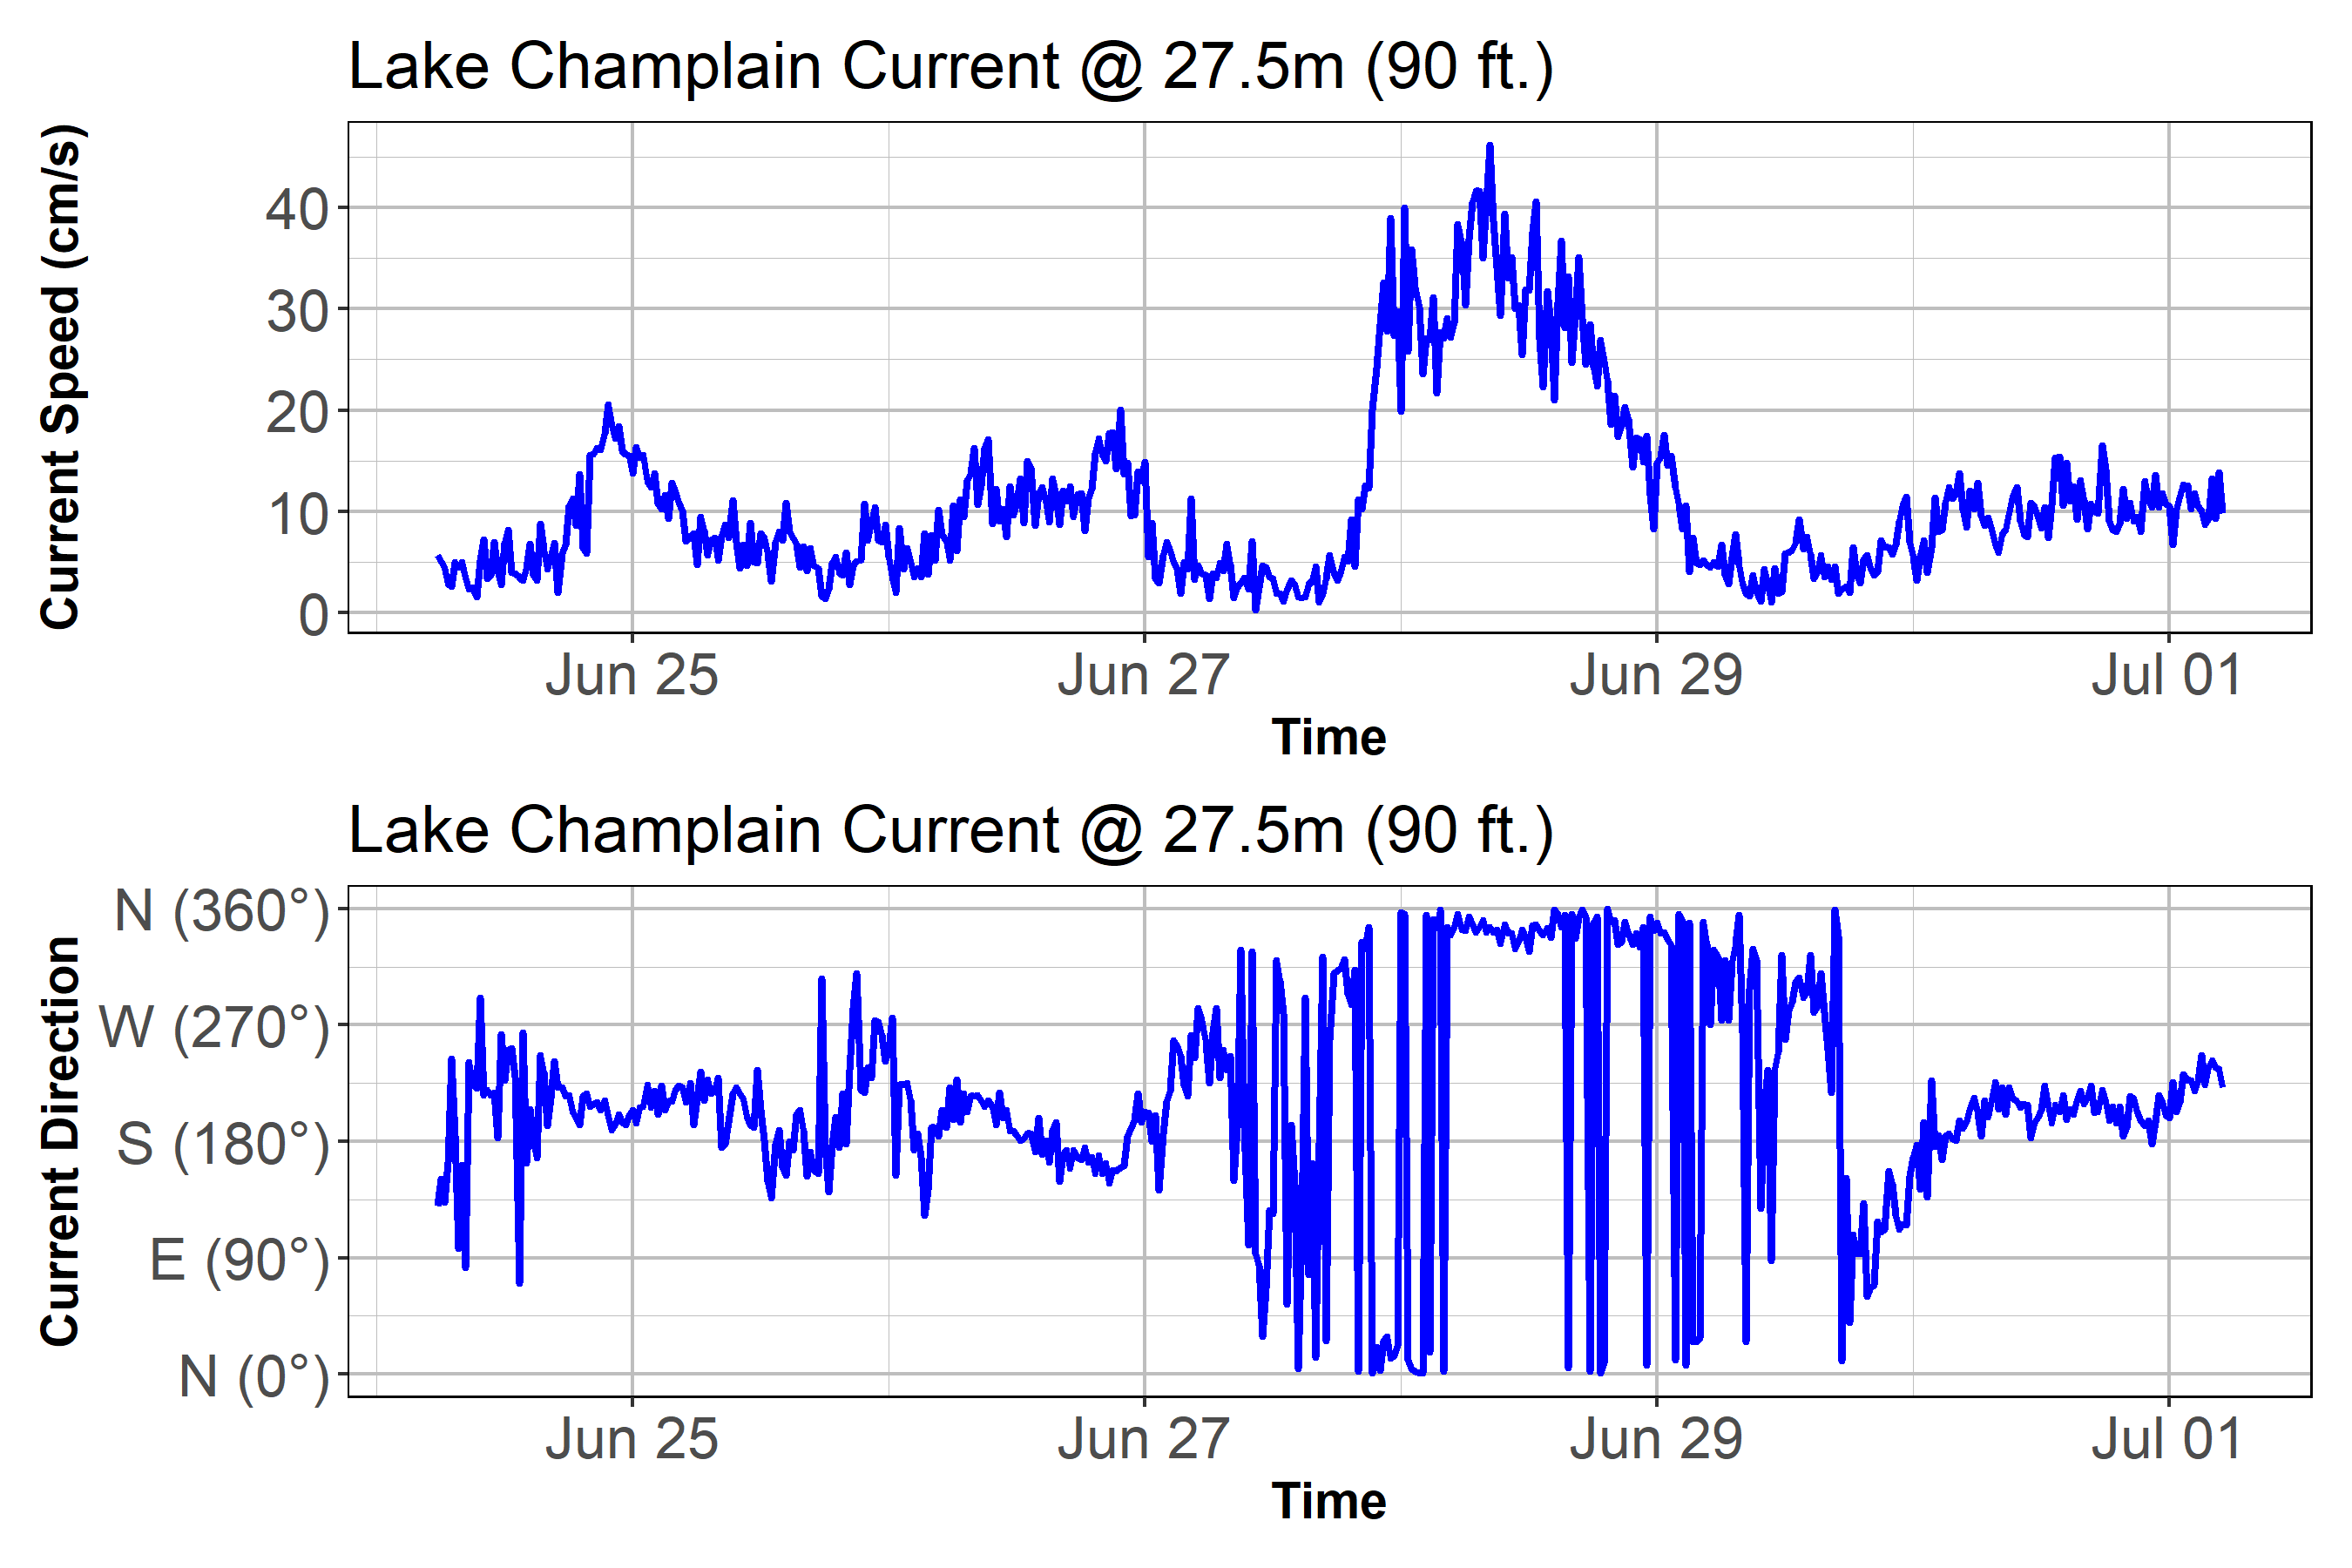 Lake Champlain Current @ 27.5m (90 ft.)
Current Speed (cm/s)
40
30
20
10
0
Jun 25
Jun 27
Jun 29
Jul 01
Time
Lake Champlain Current @ 27.5m (90 ft.)
Current Direction
N (360°)
W (270°)
S (180°)
E (90°)
N (0°)
Jun 25
Jun 27
Jun 29
Jul 01
Time